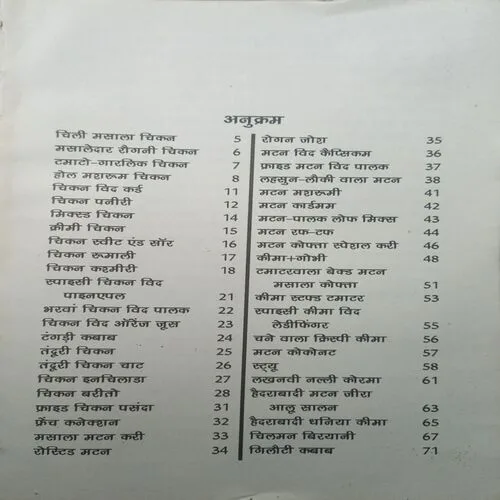 अनुक्रम
चिली मसाला चिकन 5
मसालेदार रौगनी चिकन 6
टमाटो-गारलिक चिकन 7
होल मशरूम चिकन 8
चिकन विद कर्ड 11
चिकन पनीरी 12
मिक्स्ड चिकन 14
क्रीमी चिकन 15
चिकन स्वीट एंड सॉर 16
चिकन रूमाली 17
चिकन कश्मीरी 18
स्पाइसी चिकन विद
पाइनएपल 21
भरवां चिकन विद पालक 22
चिकन विद ऑरेंज जूस 23
टंगड़ी कबाब 24
तंदूरी चिकन 25
तंदूरी चिकन चाट 26
चिकन इनचिलाडा 27
चिकन बरीतो 28
फ्राइड चिकन पसंदा 31
फ्रेंच कनेक्शन 32
मसाला मटन करी 33
रोस्टिड मटन 34
रोगन जोश 35
मटन विद कैप्सिकम 36
फ्राइड मटन विद पालक 37
लहसुन-लौकी वाला मटन 38
मटन मशरूमी 41
मटन कार्डमम 42
मटन-पालक लोफ मिक्स 43
मटन रफ-टफ 44
मटन कोफ्ता स्पेशल करी 46
कीमा+गोभी 48
टमाटरवाला बेक्ड मटन
मसाला कोफ्ता 51
कीमा स्टफ्ड टमाटर 53
स्पाइसी कीमा विद
लेडीफिंगर 55
चने वाला क्रिस्पी कीमा 56
मटन कोकोनट 57
स्ट्यू 58
लखनवी नल्ली कोरमा 61
हैदराबादी मटन जीरा
आलू सालन 63
हैदराबादी धनिया कीमा 65
चिलमन बिरयानी 67
गिलौटी कबाब 71